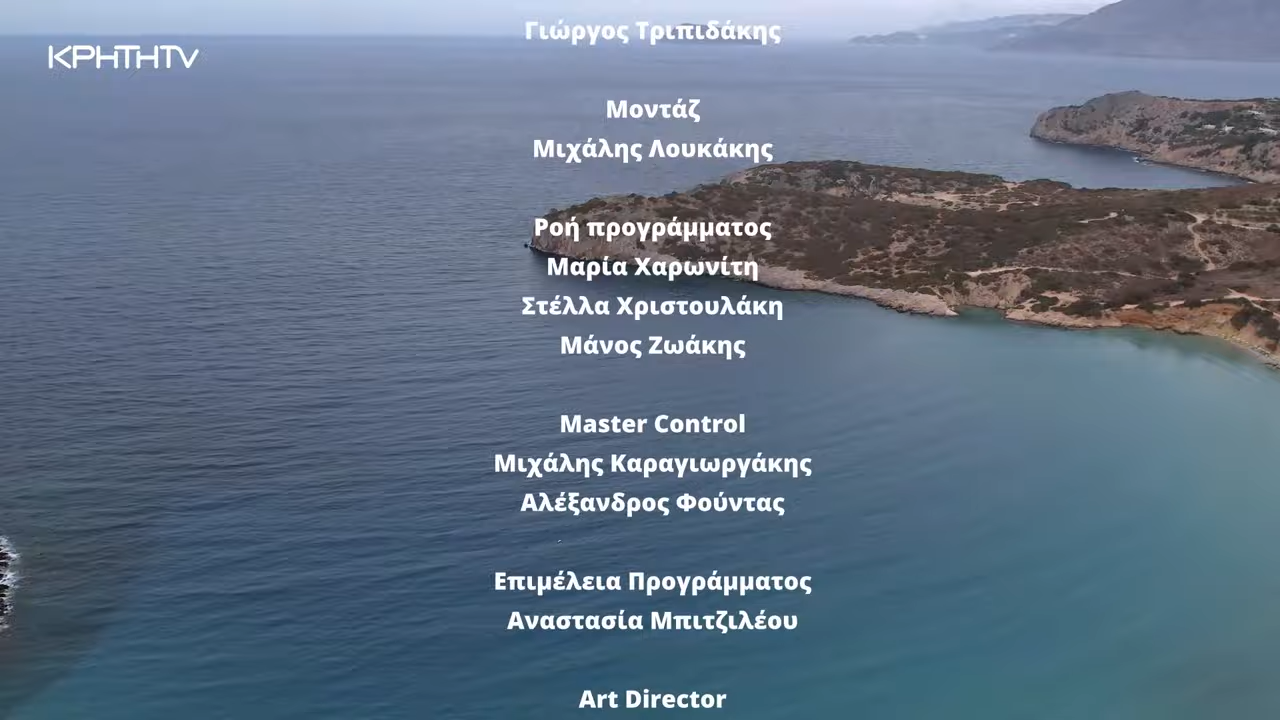 Γιώργος Τριπιδάκης
ΚΡΗΤΗTV
Μοντάζ
Μιχάλης Λουκάκης
Ροή προγράμματος
Μαρία Χαρωνίτη
Στέλλα Χριστουλάκη
Μάνος Ζωάκης
Master Control
Μιχάλης Καραγιωργάκης
Αλέξανδρος Φούντας
Επιμέλεια Προγράμματος
Αναστασία Μπιτζιλέου
Art Director